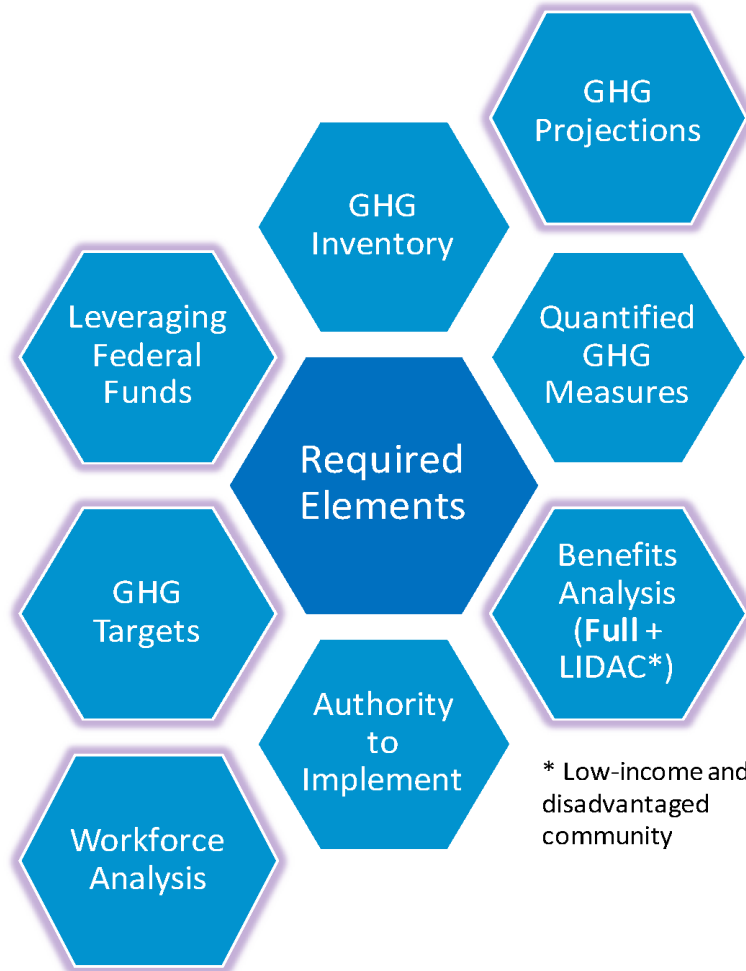 GHG
Projections
GHG
Inventory
Leveraging
Federal
Funds
Quantified
GHG
Measures
Required
Elements
GHG
Targets
Benefits
Analysis
(Full +
LIDAC*)
Authority
to
Implement
* Low-income and
disadvantaged
community
Workforce
Analysis